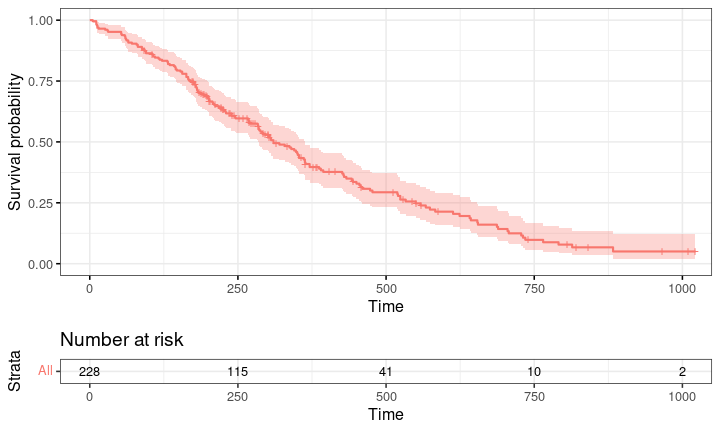 Survival probability
1.00
0.75
0.50
0.25
0.00
0 250 500 750 1000
Time
Number at risk
Strata
All 228 115 41 10 2
0 250 500 750 1000
Time